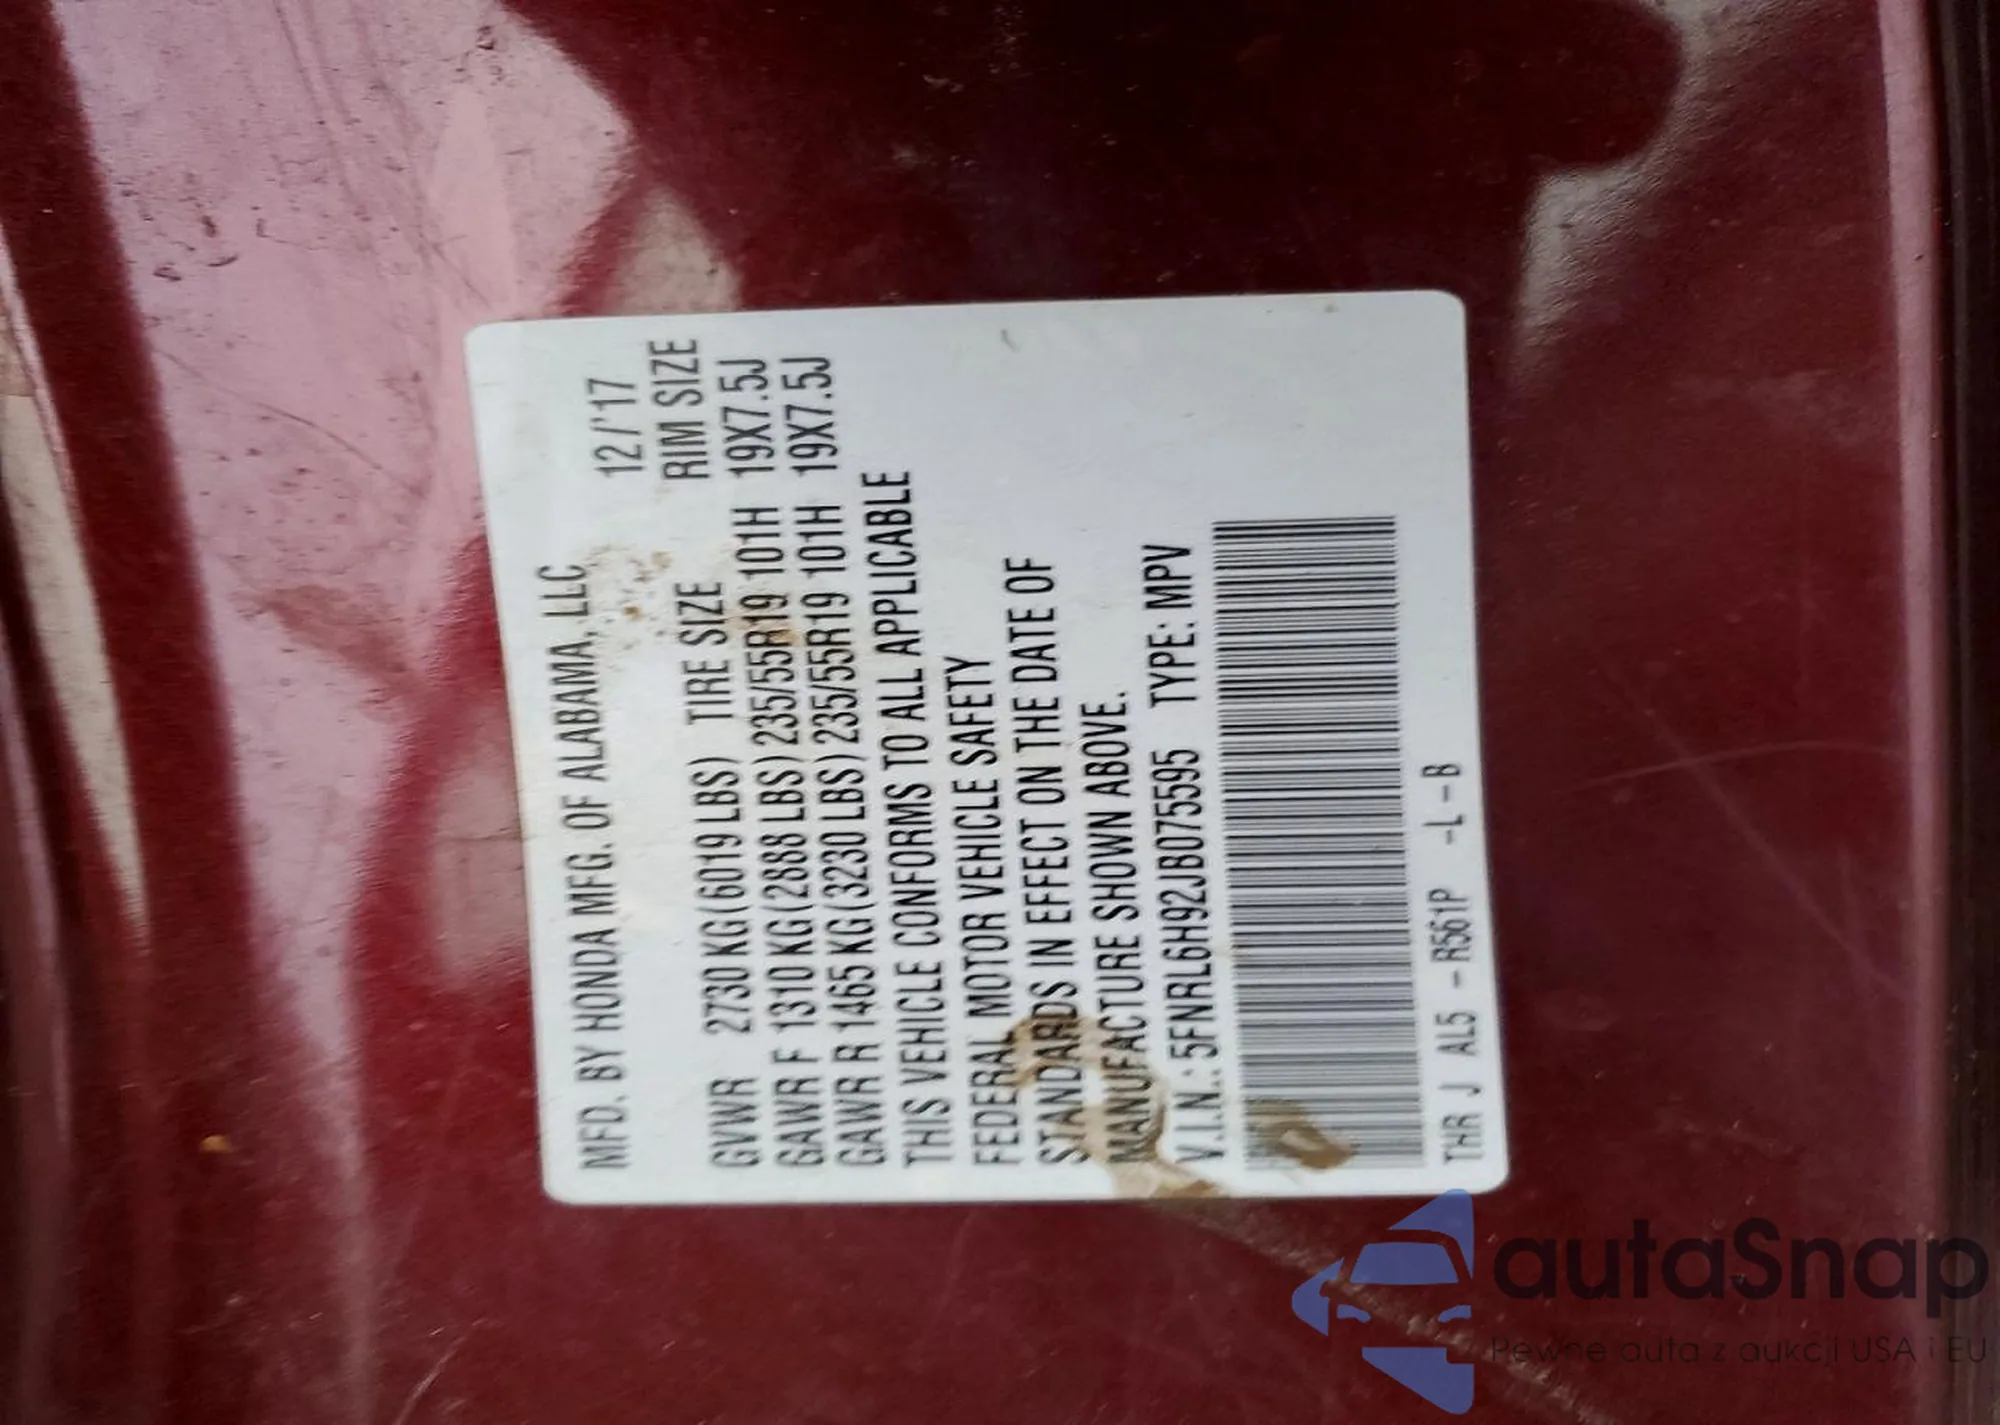 MFD. BY HONDA MFG. OF ALABAMA, LLC
12/'17
GVWR 2730 KG (6019 LBS) TIRE SIZE RIM SIZE
GAWR F 1310 KG (2888 LBS) 235/55R19 101H 19X7.5J
GAWR R 1465 KG (3230 LBS) 235/55R19 101H 19X7.5J
THIS VEHICLE CONFORMS TO ALL APPLICABLE
FEDERAL MOTOR VEHICLE SAFETY
STANDARDS IN EFFECT ON THE DATE OF
MANUFACTURE SHOWN ABOVE.
V.I.N.: 5FNRL6H92JB075595 TYPE: MPV
THR J AL5 -R561P -L-B
autaSnap
Pewne auta z aukcji USA i EU